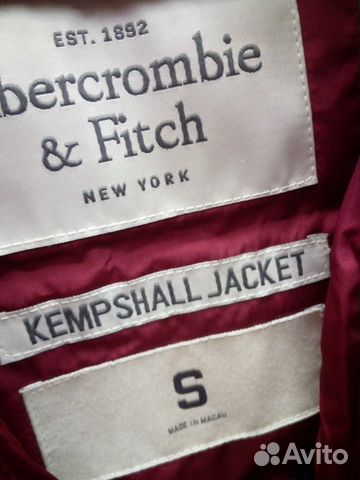 EST. 1892
bercrombie
& Fitch
NEW YORK
KEMPSHALL JACKET
S
MADE IN MACAU
Avito